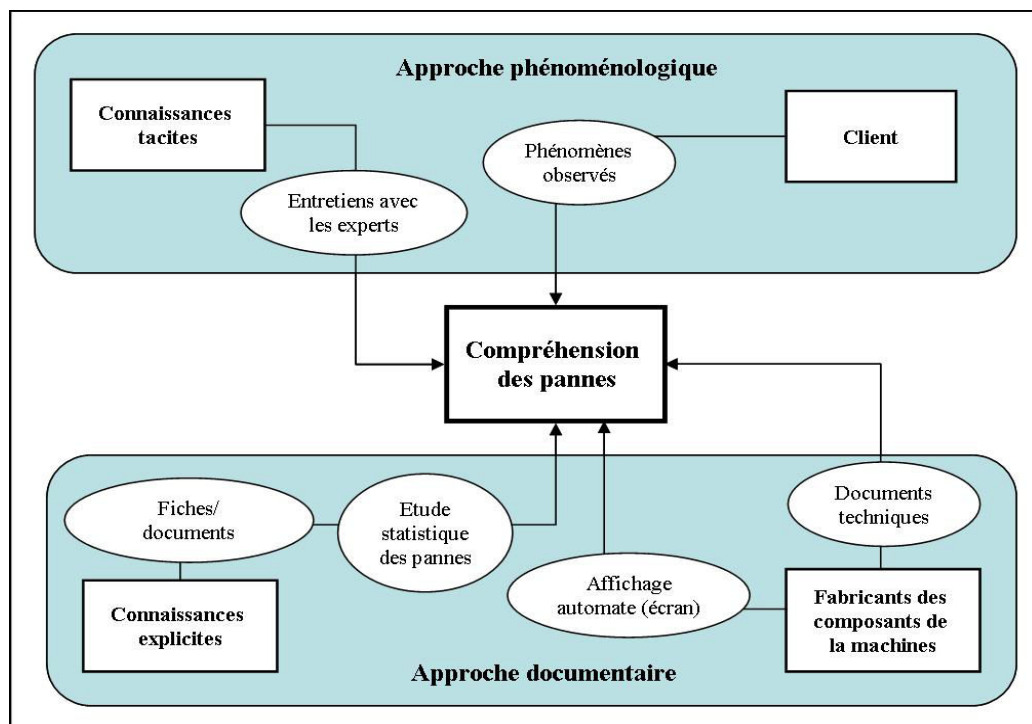 Approche phénoménologique
Connaissances
tacites
Phénomènes
observés
Client
Entretiens avec
les experts
Compréhension
des pannes
Fiches/
documents
Etude
statistique
des pannes
Documents
techniques
Affichage
automate (écran)
Connaissances
explicites
Fabricants des
composants de
la machines
Approche documentaire